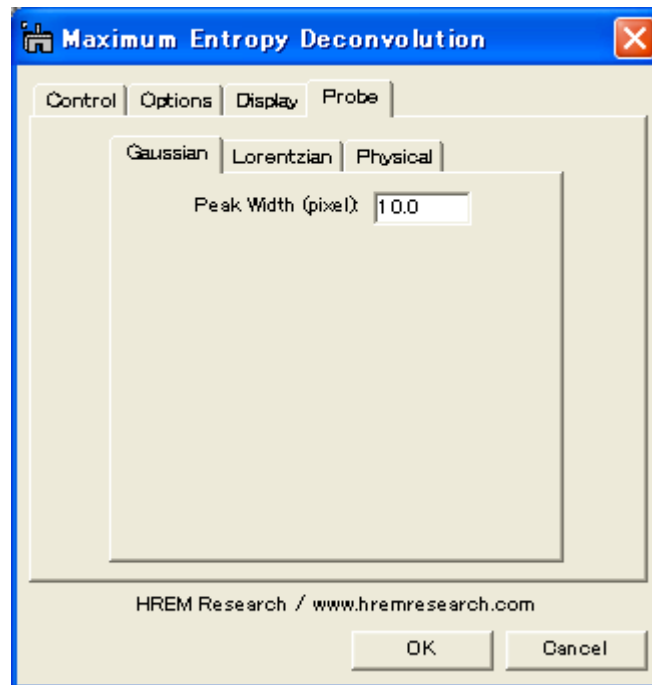 Maximum Entropy Deconvolution
Control Options Display Probe
Gaussian Lorentzian Physical
Peak Width (pixel): 10.0
HREM Research / www.hremresearch.com
OK Cancel